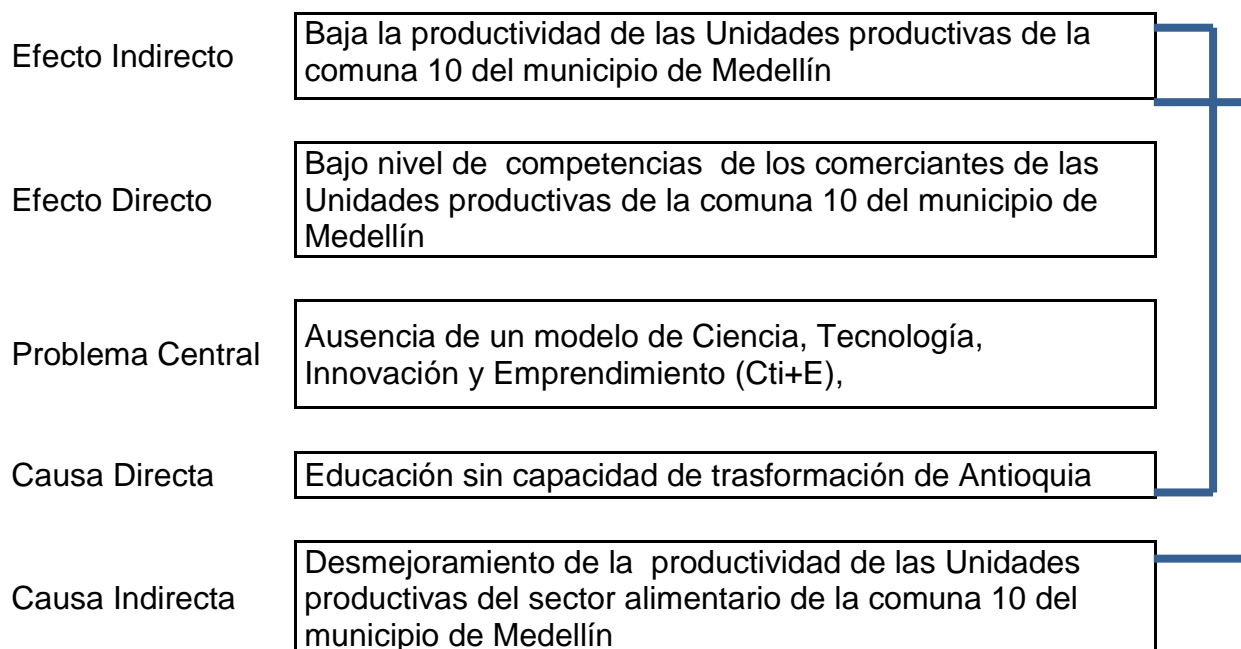 Efecto Indirecto
Baja la productividad de las Unidades productivas de la
comuna 10 del municipio de Medellín
Efecto Directo
Bajo nivel de  competencias  de los comerciantes de las
Unidades productivas de la comuna 10 del municipio de
Medellín
Problema Central
Ausencia de un modelo de Ciencia, Tecnología,
Innovación y Emprendimiento (Cti+E),
Causa Directa
Educación sin capacidad de trasformación de Antioquia
Causa Indirecta
Desmejoramiento de la  productividad de las Unidades
productivas del sector alimentario de la comuna 10 del
municipio de Medellín